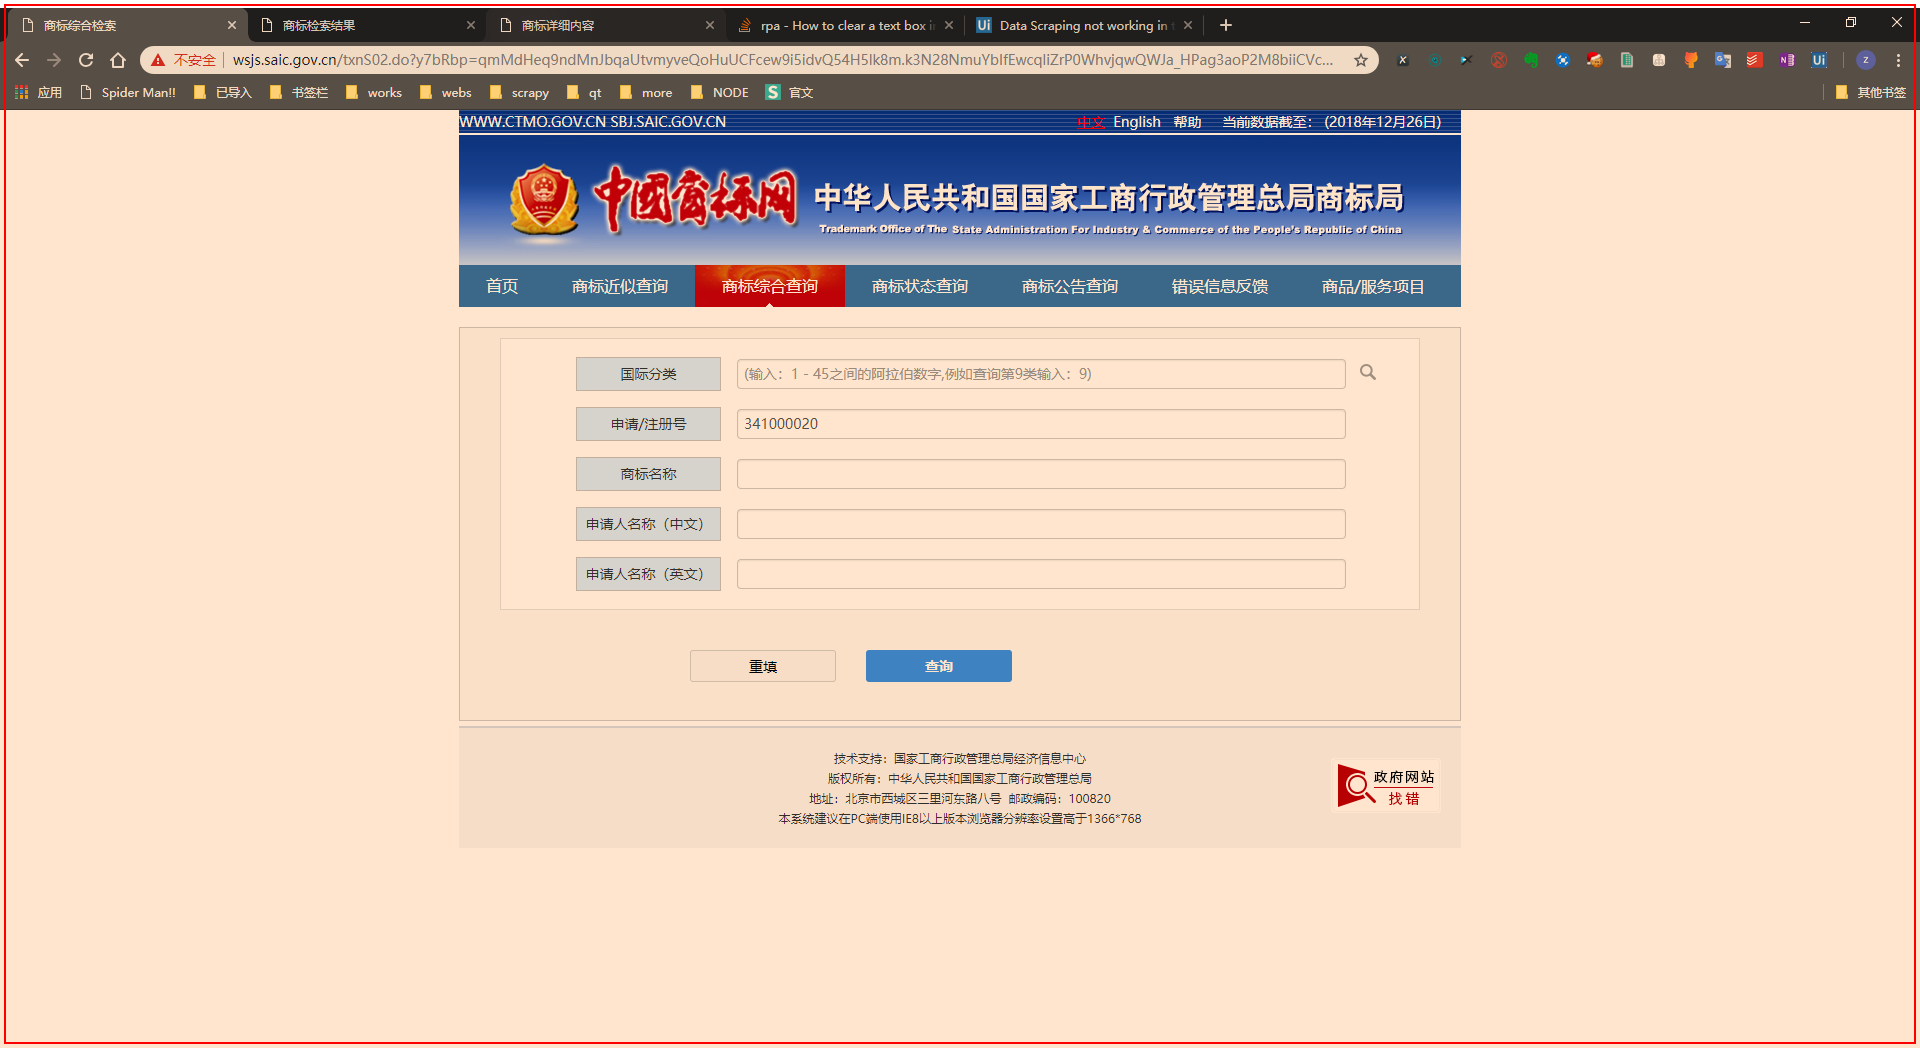 商标综合检索
商标检索结果
商标详细内容
rpa - How to clear a text box i
Data Scraping not working in
不安全
wsjs.saic.gov.cn/txnS02.do?y7bRbp=
应用
Spider Man!!
已导入
书签栏
works
webs
scrapy
qt
more
NODE
官文
其他书签
WWW.CTMO.GOV.CN SBJ.SAIC.GOV.CN
中文 English 帮助 当前数据截至： (2018年12月26日)
中国商标网
中华人民共和国国家工商行政管理总局商标局
Trademark Office of The State Administration For Industry & Commerce of the People's Republic of China
首页 商标近似查询 商标综合查询 商标状态查询 商标公告查询 错误信息反馈 商品/服务项目
国际分类 (输入：1 - 45之间的阿拉伯数字,例如查询第9类输入：9)
申请/注册号 341000020
商标名称
申请人名称（中文）
申请人名称（英文）
重填 查询
技术支持：国家工商行政管理总局经济信息中心
版权所有：中华人民共和国国家工商行政管理总局
地址：北京市西城区三里河东路八号 邮政编码：100820
本系统建议在PC端使用IE8以上版本浏览器分辨率设置高于1366*768
政府网站
找错